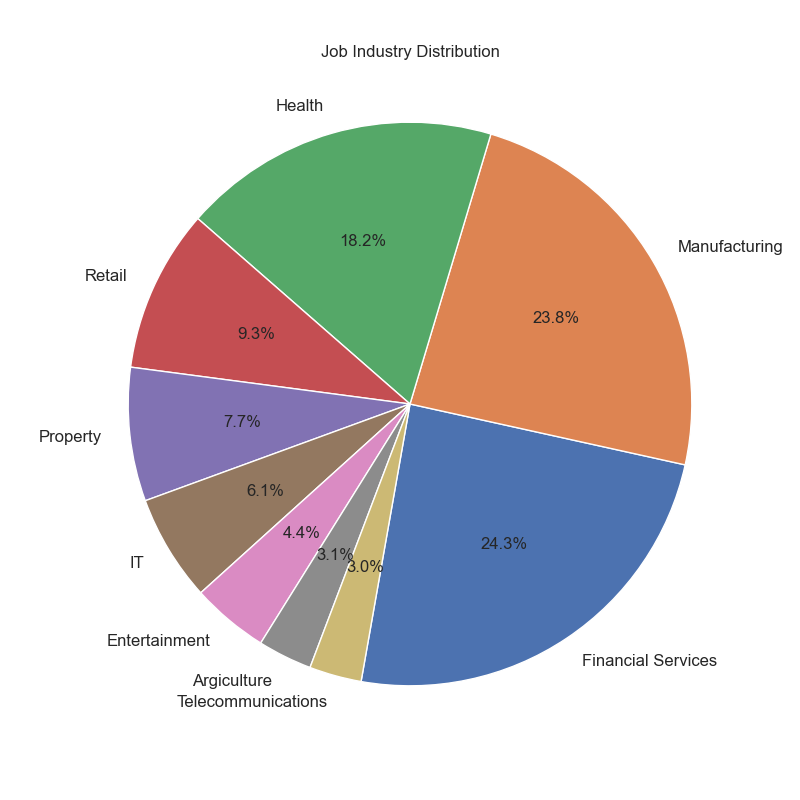 Job Industry Distribution
Health
18.2%
Manufacturing
23.8%
Retail
9.3%
Property
7.7%
IT
6.1%
Entertainment
4.4%
Argiculture
3.1%
Telecommunications
3.0%
Financial Services
24.3%